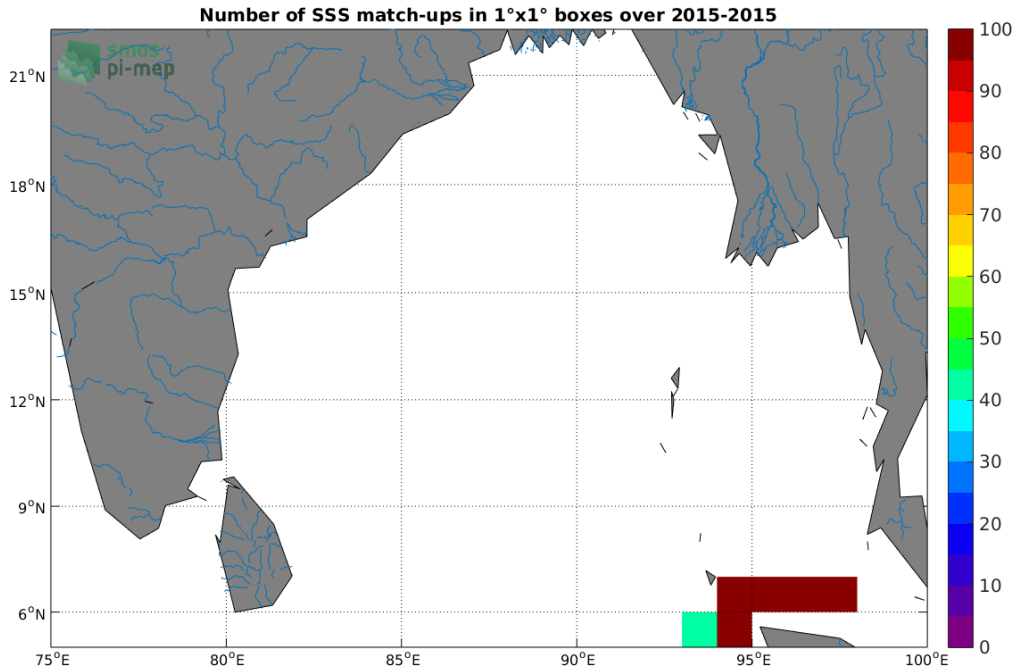 Number of SSS match-ups in 1°x1° boxes over 2015-2015
smos
pi-mep
21°N
18°N
15°N
12°N
9°N
6°N
75°E
80°E
85°E
90°E
95°E
100°E
100
90
80
70
60
50
40
30
20
10
0